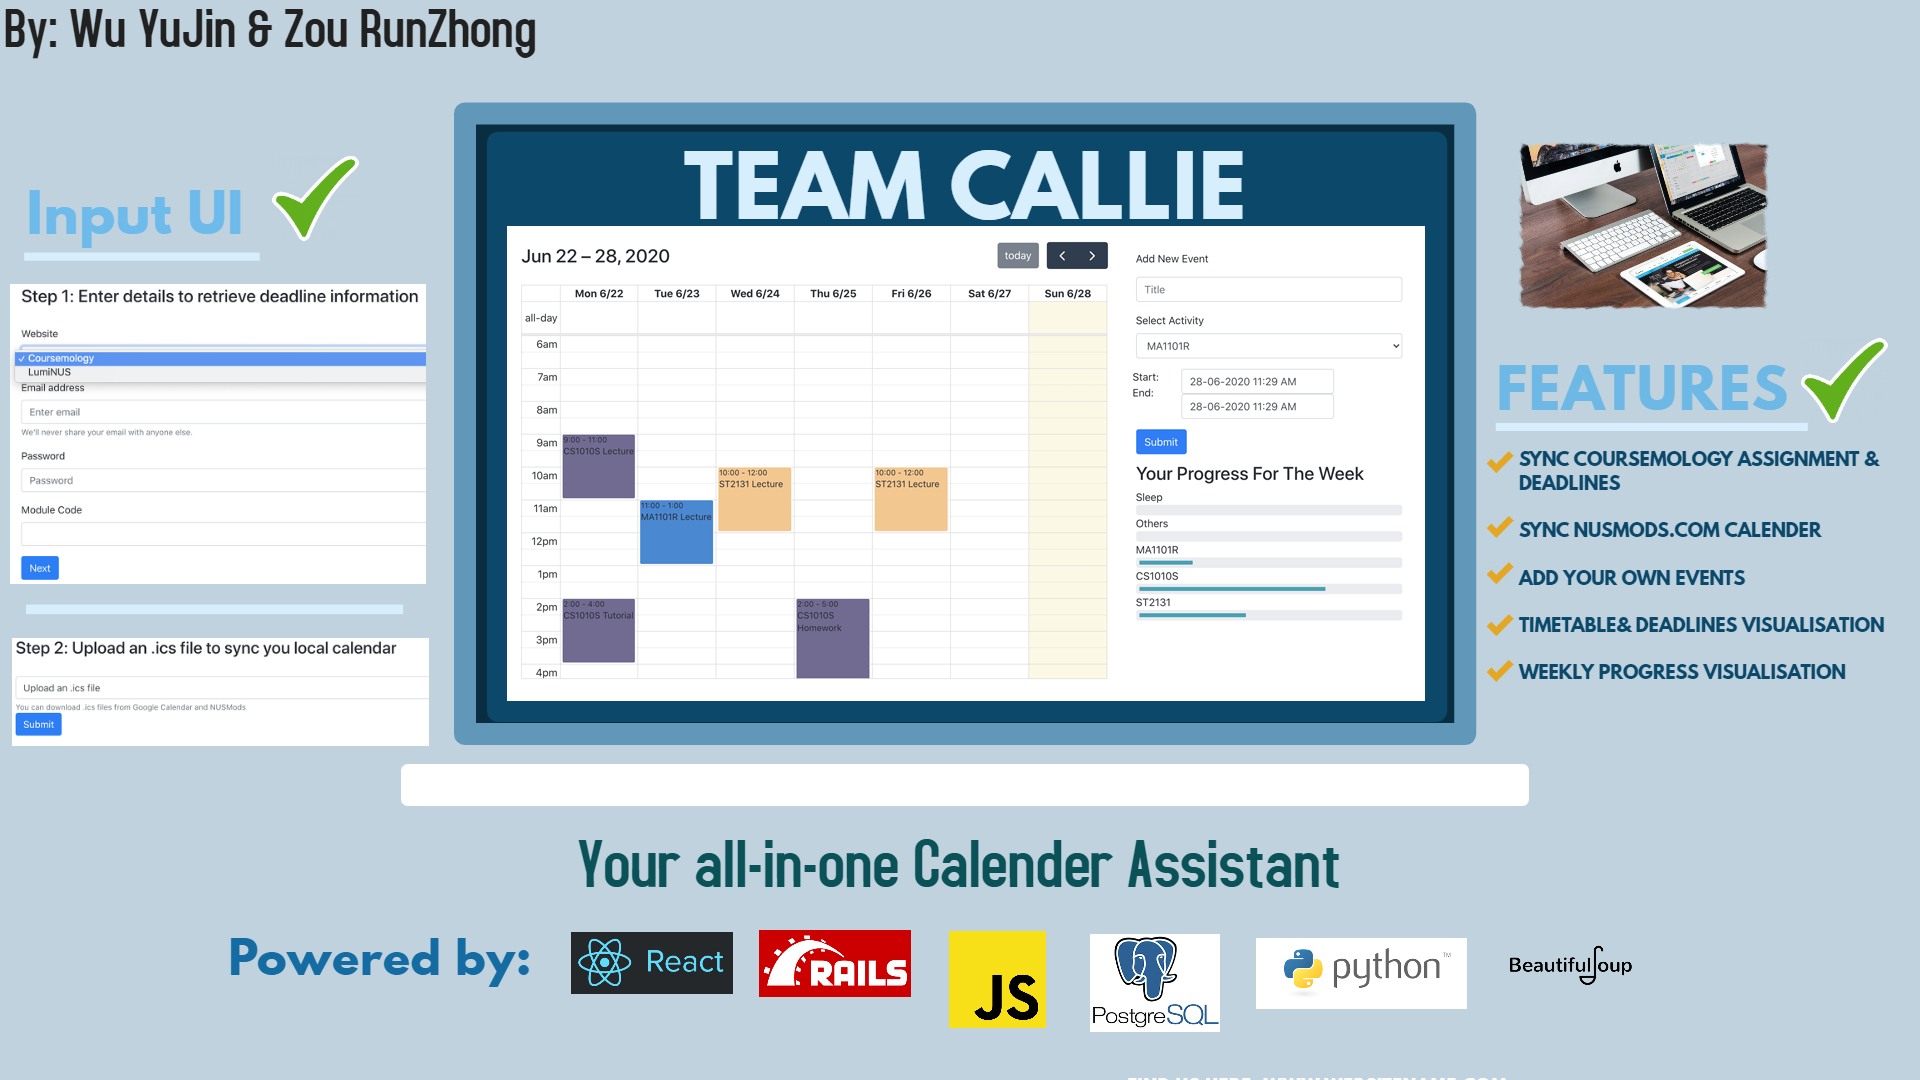 By: Wu YuJin & Zou RunZhong
Input UI
Step 1: Enter details to retrieve deadline information
Website
✓ Coursemology
LumiNUS
Email address
Enter email
We'll never share your email with anyone else.
Password
Password
Module Code
Next
Step 2: Upload an .ics file to sync you local calendar
Upload an .ics file
You can download .ics files from Google Calendar and NUSMods
Submit
TEAM CALLIE
Jun 22 – 28, 2020
today
Mon 6/22 Tue 6/23 Wed 6/24 Thu 6/25 Fri 6/26 Sat 6/27 Sun 6/28
all-day
6am
7am
8am
9am
10am
11am
12pm
1pm
2pm
3pm
4pm
9:00 - 11:00
CS1010S Lecture
11:00 - 1:00
MA1101R Lecture
10:00 - 12:00
ST2131 Lecture
10:00 - 12:00
ST2131 Lecture
2:00 - 4:00
CS1010S Tutorial
2:00 - 5:00
CS1010S
Homework
Add New Event
Title
Select Activity
MA1101R
Start:
28-06-2020 11:29 AM
End:
28-06-2020 11:29 AM
Submit
Your Progress For The Week
Sleep
Others
MA1101R
CS1010S
ST2131
FEATURES
SYNC COURSEMOLOGY ASSIGNMENT &
DEADLINES
SYNC NUSMODS.COM CALENDER
ADD YOUR OWN EVENTS
TIMETABLE& DEADLINES VISUALISATION
WEEKLY PROGRESS VISUALISATION
Your all-in-one Calender Assistant
Powered by:
React
RAILS
JS
PostgreSQL
python™
BeautifulSoup